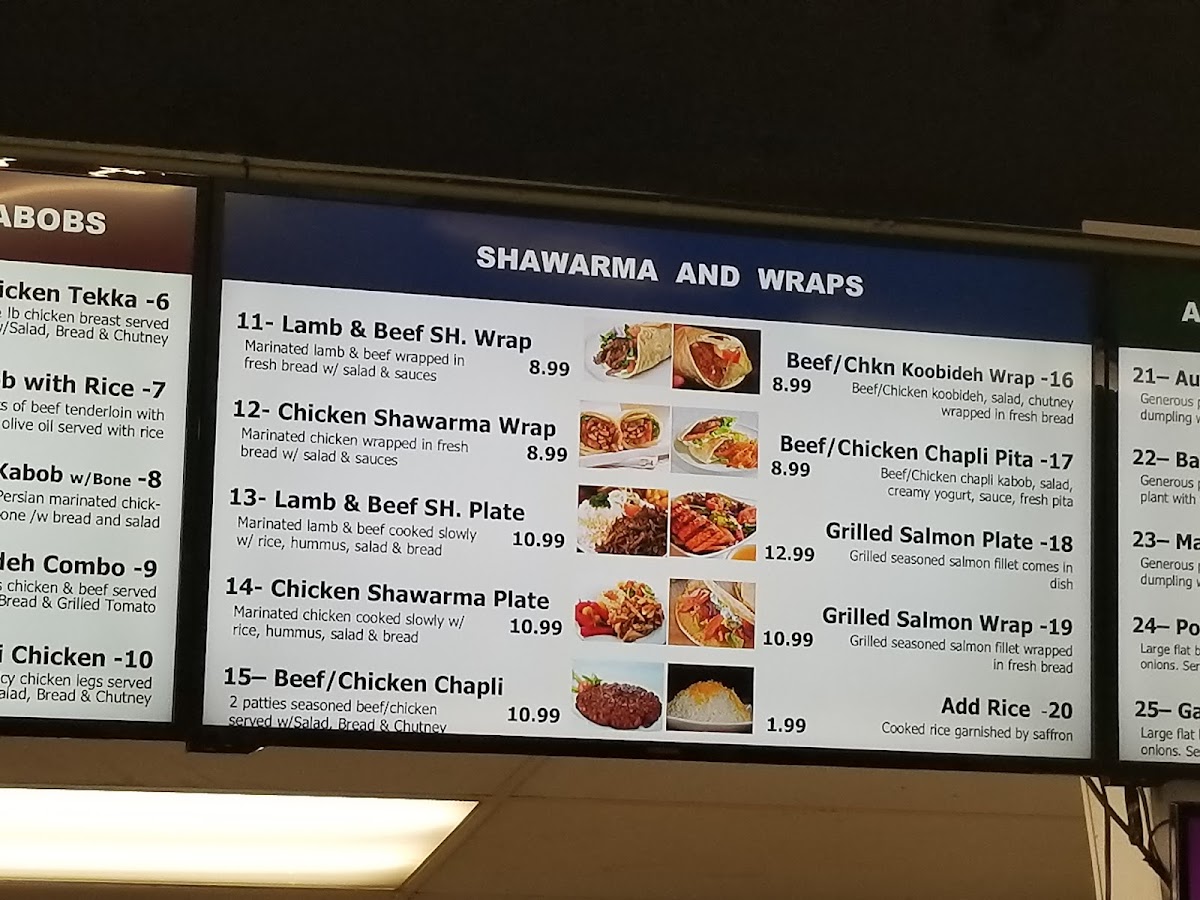 ABOBS
icken Tekka -6
lb chicken breast served
w/Salad, Bread & Chutney
b with Rice -7
s of beef tenderloin with
olive oil served with rice
Kabob w/Bone -8
Persian marinated chick-
one /w bread and salad
deh Combo -9
s chicken & beef served
Bread & Grilled Tomato
i Chicken -10
cy chicken legs served
alad, Bread & Chutney
SHAWARMA AND WRAPS
11- Lamb & Beef SH. Wrap
Marinated lamb & beef wrapped in
fresh bread w/ salad & sauces
8.99
12- Chicken Shawarma Wrap
Marinated chicken wrapped in fresh
bread w/ salad & sauces
8.99
13- Lamb & Beef SH. Plate
Marinated lamb & beef cooked slowly
w/ rice, hummus, salad & bread
10.99
14- Chicken Shawarma Plate
Marinated chicken cooked slowly w/
rice, hummus, salad & bread
10.99
15– Beef/Chicken Chapli
2 patties seasoned beef/chicken
served w/Salad, Bread & Chutney
10.99
Beef/Chkn Koobideh Wrap -16
8.99
Beef/Chicken koobideh, salad, chutney
wrapped in fresh bread
Beef/Chicken Chapli Pita -17
8.99
Beef/Chicken chapli kabob, salad,
creamy yogurt, sauce, fresh pita
Grilled Salmon Plate -18
12.99
Grilled seasoned salmon fillet comes in
dish
Grilled Salmon Wrap -19
10.99
Grilled seasoned salmon fillet wrapped
in fresh bread
Add Rice -20
1.99
Cooked rice garnished by saffron
A
21– Au
Generous p
dumpling w
22– Ba
Generous p
plant with
23– Ma
Generous p
dumpling w
24– Po
Large flat b
onions. Ser
25– Ga
Large flat b
onions. Se